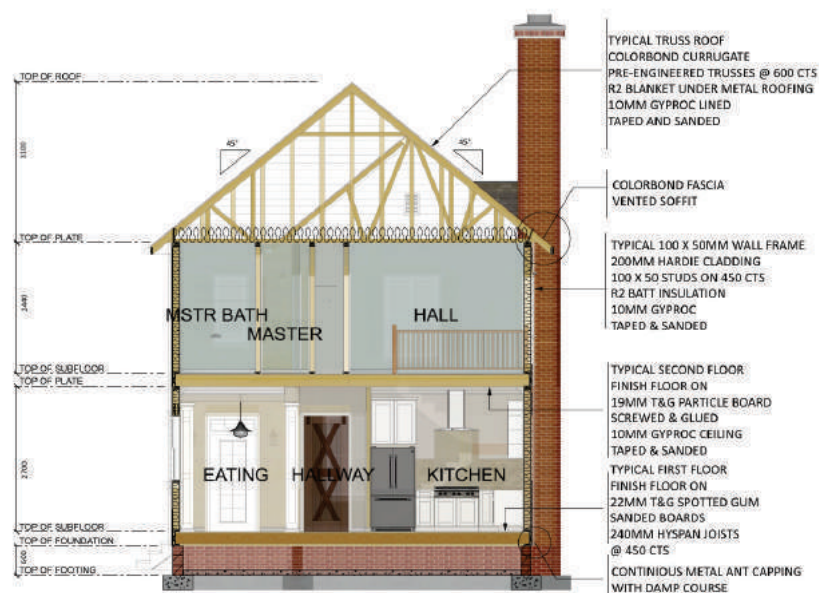 TOP OF ROOF
3100
45°
45°
TOP OF PLATE
2440
MSTR BATH
MASTER
HALL
TOP OF SUBFLOOR
TOP OF PLATE
2700
EATING
HALLWAY
KITCHEN
TOP OF SUBFLOOR
TOP OF FOUNDATION
600
TOP OF FOOTING
TYPICAL TRUSS ROOF
COLORBOND CURRUGATE
PRE-ENGINEERED TRUSSES @ 600 CTS
R2 BLANKET UNDER METAL ROOFING
10MM GYPROC LINED
TAPED AND SANDED
COLORBOND FASCIA
VENTED SOFFIT
TYPICAL 100 X 50MM WALL FRAME
200MM HARDIE CLADDING
100 X 50 STUDS ON 450 CTS
R2 BATT INSULATION
10MM GYPROC
TAPED & SANDED
TYPICAL SECOND FLOOR
FINISH FLOOR ON
19MM T&G PARTICLE BOARD
SCREWED & GLUED
10MM GYPROC CEILING
TAPED & SANDED
TYPICAL FIRST FLOOR
FINISH FLOOR ON
22MM T&G SPOTTED GUM
SANDED BOARDS
240MM HYSPAN JOISTS
@ 450 CTS
CONTINIOUS METAL ANT CAPPING
WITH DAMP COURSE